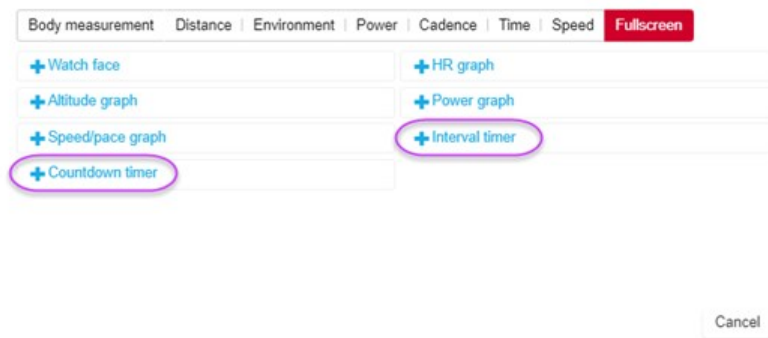 Body measurement Distance Environment Power Cadence Time Speed Fullscreen
Watch face HR graph
Altitude graph Power graph
Speed/pace graph Interval timer
Countdown timer
Cancel